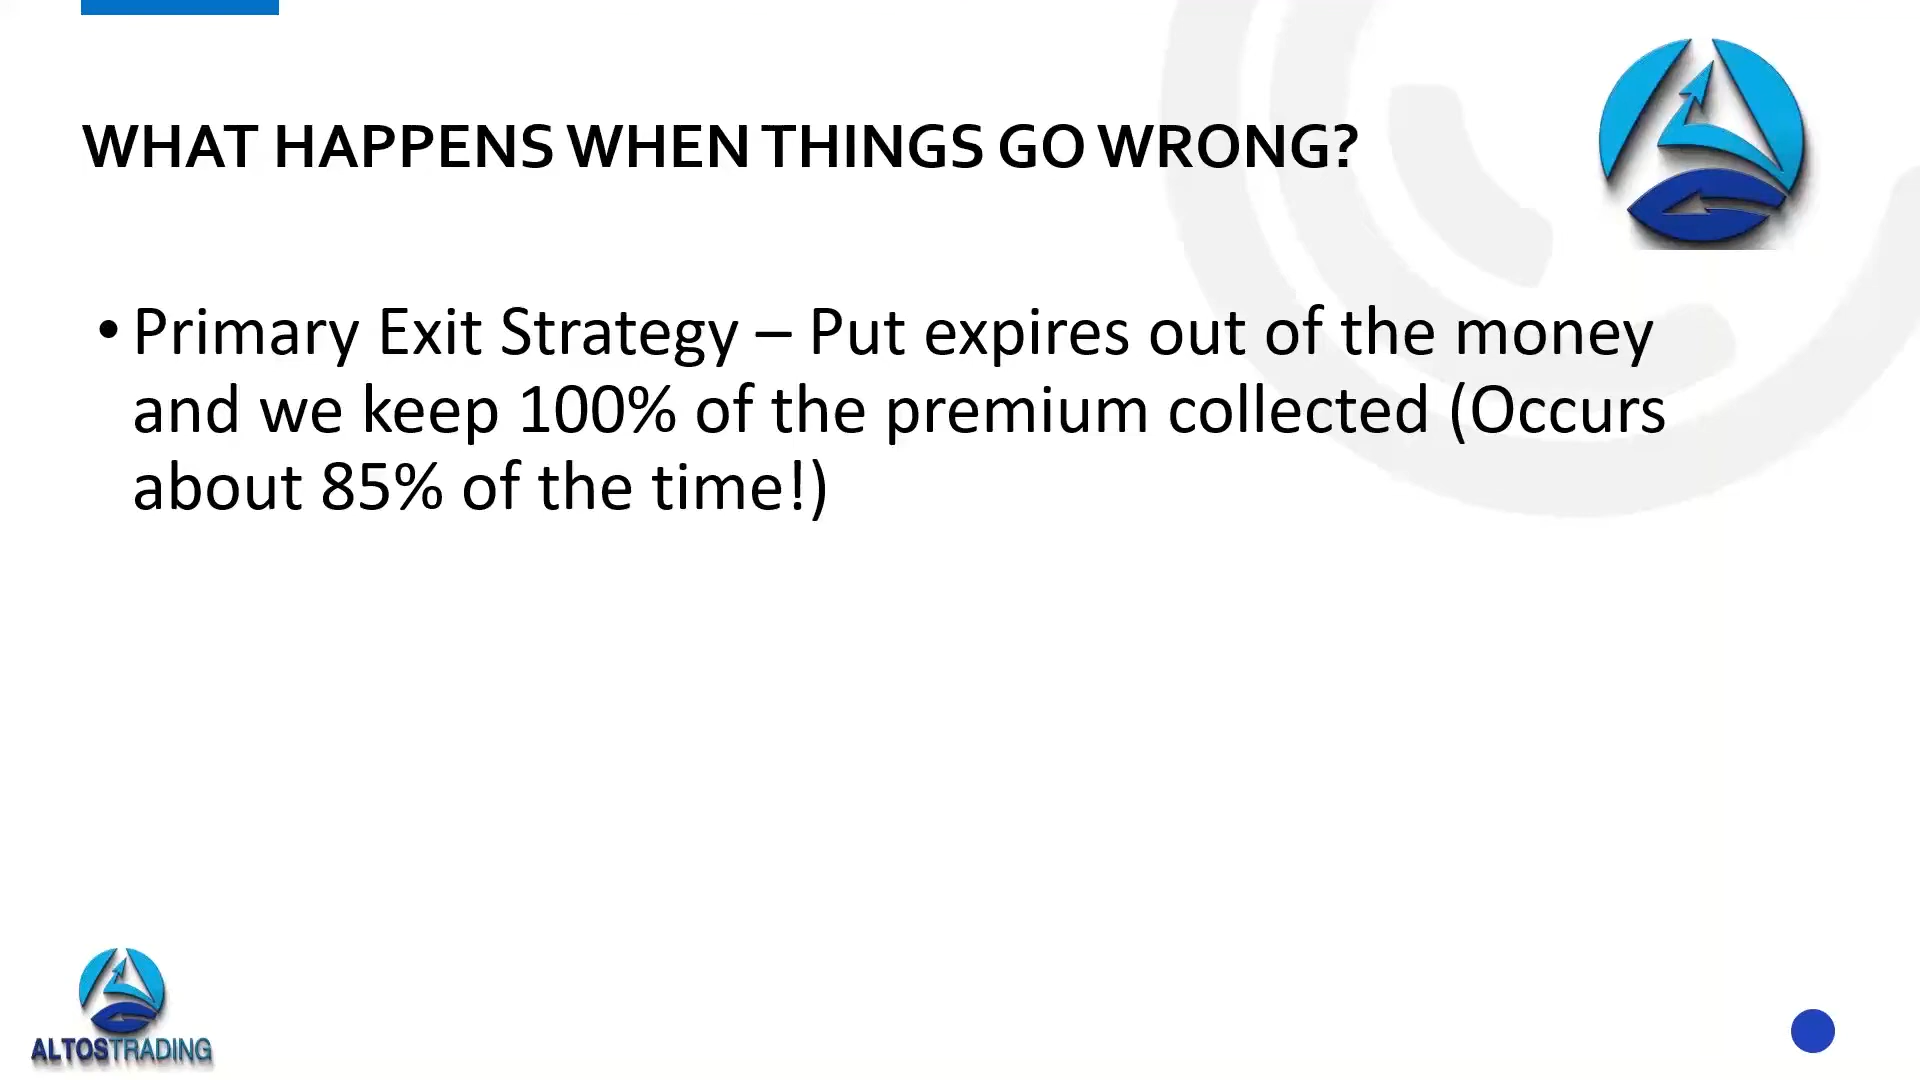 WHAT HAPPENS WHEN THINGS GO WRONG?
• Primary Exit Strategy – Put expires out of the money
and we keep 100% of the premium collected (Occurs
about 85% of the time!)
ALTOSTRADING